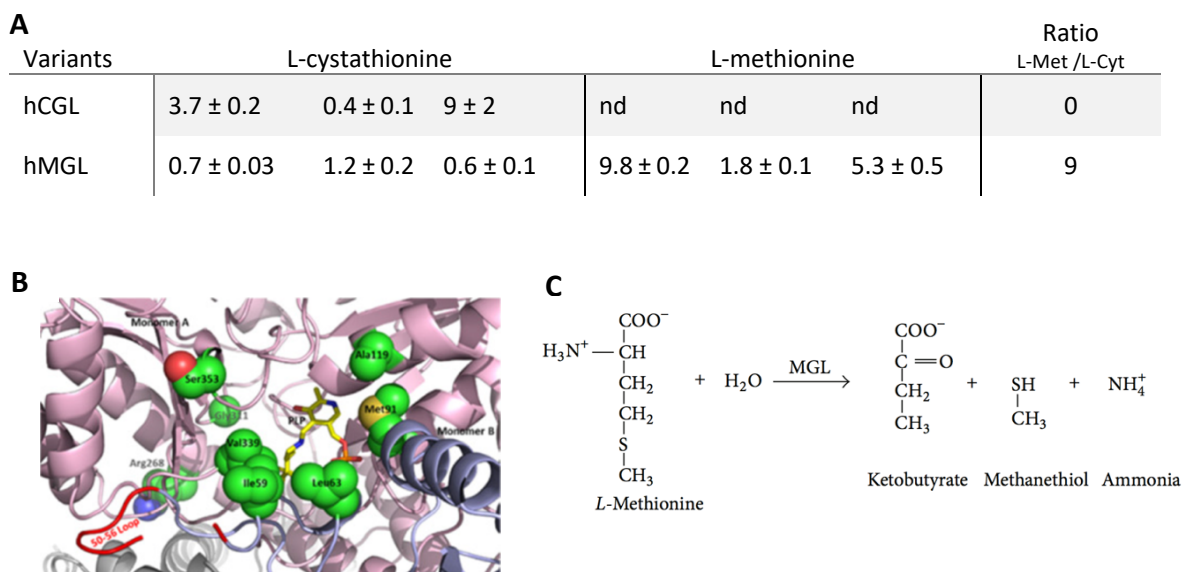 A
Variants L-cystathionine L-methionine Ratio
L-Met /L-Cyt
hCGL 3.7 ± 0.2 0.4 ± 0.1 9 ± 2 nd nd nd 0
hMGL 0.7 ± 0.03 1.2 ± 0.2 0.6 ± 0.1 9.8 ± 0.2 1.8 ± 0.1 5.3 ± 0.5 9
B
Monomer A
Ser353
Ala119
PLP
Met91
Monomer B
Val339
Arg268
Ile59
Leu63
50-56 Loop
C
COO⁻
H₃N⁺—CH
CH₂
CH₂
S
CH₃
L-Methionine
+ H₂O
MGL
COO⁻
C=O
CH₂
CH₃
Ketobutyrate
+
SH
CH₃
Methanethiol
+
NH₄⁺
Ammonia